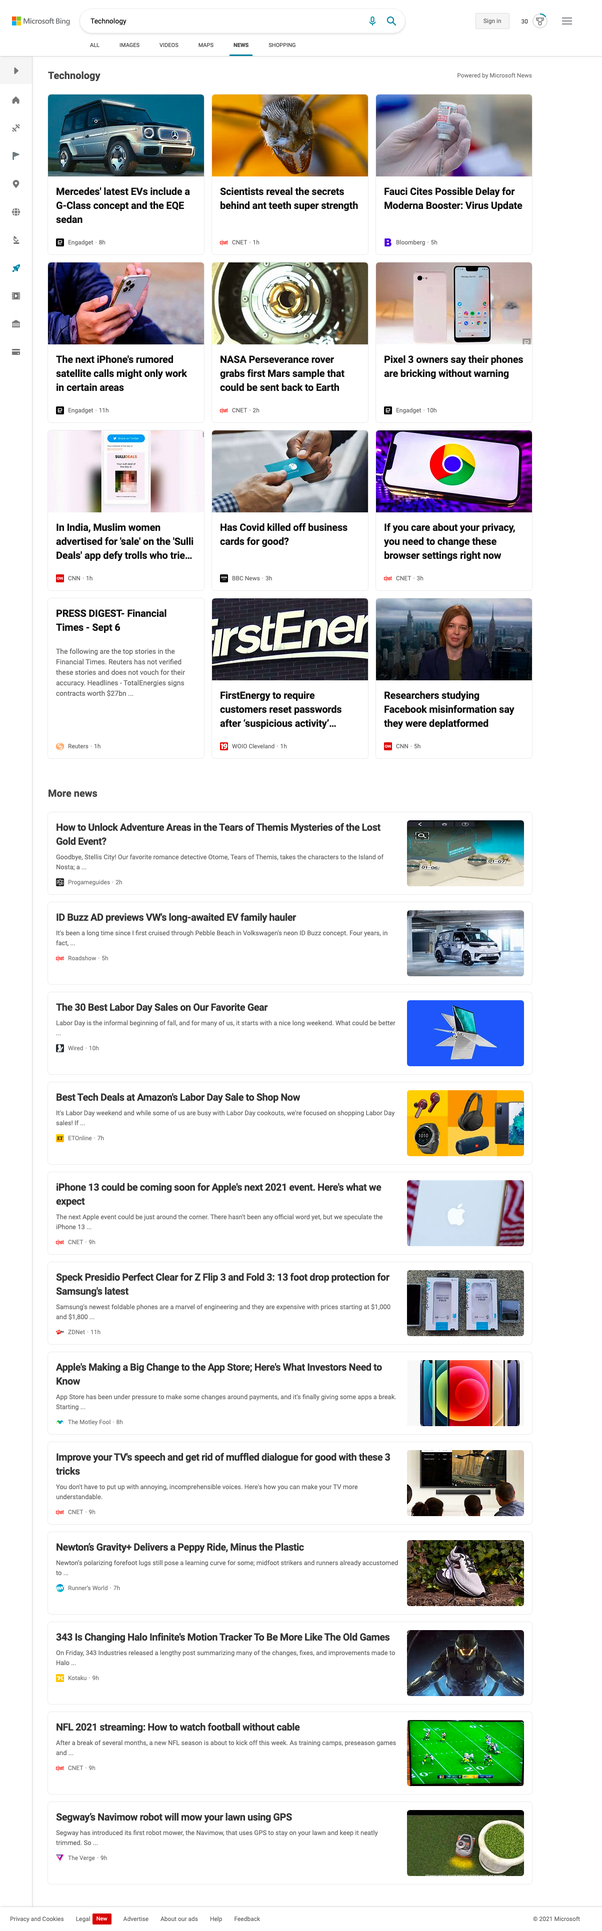 Microsoft Bing
Technology
Sign in
30
ALL
IMAGES
VIDEOS
MAPS
NEWS
SHOPPING
Technology
Powered by Microsoft News
Mercedes' latest EVs include a
G-Class concept and the EQE
sedan
Engadget · 8h
Scientists reveal the secrets
behind ant teeth super strength
CNET · 1h
Fauci Cites Possible Delay for
Moderna Booster: Virus Update
Bloomberg · 5h
The next iPhone's rumored
satellite calls might only work
in certain areas
Engadget · 11h
NASA Perseverance rover
grabs first Mars sample that
could be sent back to Earth
CNET · 2h
Pixel 3 owners say their phones
are bricking without warning
Engadget · 10h
SULLIDEALS
In India, Muslim women
advertised for 'sale' on the 'Sulli
Deals' app defy trolls who trie...
CNN · 1h
Has Covid killed off business
cards for good?
BBC News · 3h
If you care about your privacy,
you need to change these
browser settings right now
CNET · 3h
PRESS DIGEST- Financial
Times - Sept 6
The following are the top stories in the
Financial Times. Reuters has not verified
these stories and does not vouch for their
accuracy. Headlines - TotalEnergies signs
contracts worth $27bn ...
Reuters · 1h
irstEner
FirstEnergy to require
customers reset passwords
after ‘suspicious activity’...
WOIO Cleveland · 1h
Researchers studying
Facebook misinformation say
they were deplatformed
CNN · 5h
More news
How to Unlock Adventure Areas in the Tears of Themis Mysteries of the Lost
Gold Event?
Goodbye, Stellis City! Our favorite romance detective Otome, Tears of Themis, takes the characters to the Island of
Nosta; a ...
Progameguides · 2h
01-06
01-07
ID Buzz AD previews VW's long-awaited EV family hauler
It's been a long time since I first cruised through Pebble Beach in Volkswagen's neon ID Buzz concept. Four years, in
fact, ...
Roadshow · 5h
The 30 Best Labor Day Sales on Our Favorite Gear
Labor Day is the informal beginning of fall, and for many of us, it starts with a nice long weekend. What could be better
...
Wired · 10h
Best Tech Deals at Amazon's Labor Day Sale to Shop Now
It's Labor Day weekend and while some of us are busy with Labor Day cookouts, we're focused on shopping Labor Day
sales! If ...
ET
ETOnline · 7h
iPhone 13 could be coming soon for Apple's next 2021 event. Here's what we
expect
The next Apple event could be just around the corner. There hasn't been any official word yet, but we speculate the
iPhone 13 ...
CNET · 9h
Speck Presidio Perfect Clear for Z Flip 3 and Fold 3: 13 foot drop protection for
Samsung's latest
Samsung's newest foldable phones are a marvel of engineering and they are expensive with prices starting at $1,000
and $1,800 ...
ZDNet · 11h
Apple's Making a Big Change to the App Store; Here's What Investors Need to
Know
App Store has been under pressure to make some changes around payments, and it's finally giving some apps a break.
Starting ...
The Motley Fool · 8h
Improve your TV's speech and get rid of muffled dialogue for good with these 3
tricks
You don't have to put up with annoying, incomprehensible voices. Here's how you can make your TV more
understandable.
CNET · 9h
Newton’s Gravity+ Delivers a Peppy Ride, Minus the Plastic
Newton's polarizing forefoot lugs still pose a learning curve for some; midfoot strikers and runners already accustomed
to ...
Runner's World · 7h
343 Is Changing Halo Infinite's Motion Tracker To Be More Like The Old Games
On Friday, 343 Industries released a lengthy post summarizing many of the changes, fixes, and improvements made to
Halo ...
Kotaku · 9h
NFL 2021 streaming: How to watch football without cable
After a break of several months, a new NFL season is about to kick off this week. As training camps, preseason games
and ...
CNET · 9h
Segway’s Navimow robot will mow your lawn using GPS
Segway has introduced its first robot mower, the Navimow, that uses GPS to stay on your lawn and keep it neatly
trimmed. So ...
The Verge · 9h
Privacy and Cookies
Legal
New
Advertise
About our ads
Help
Feedback
© 2021 Microsoft